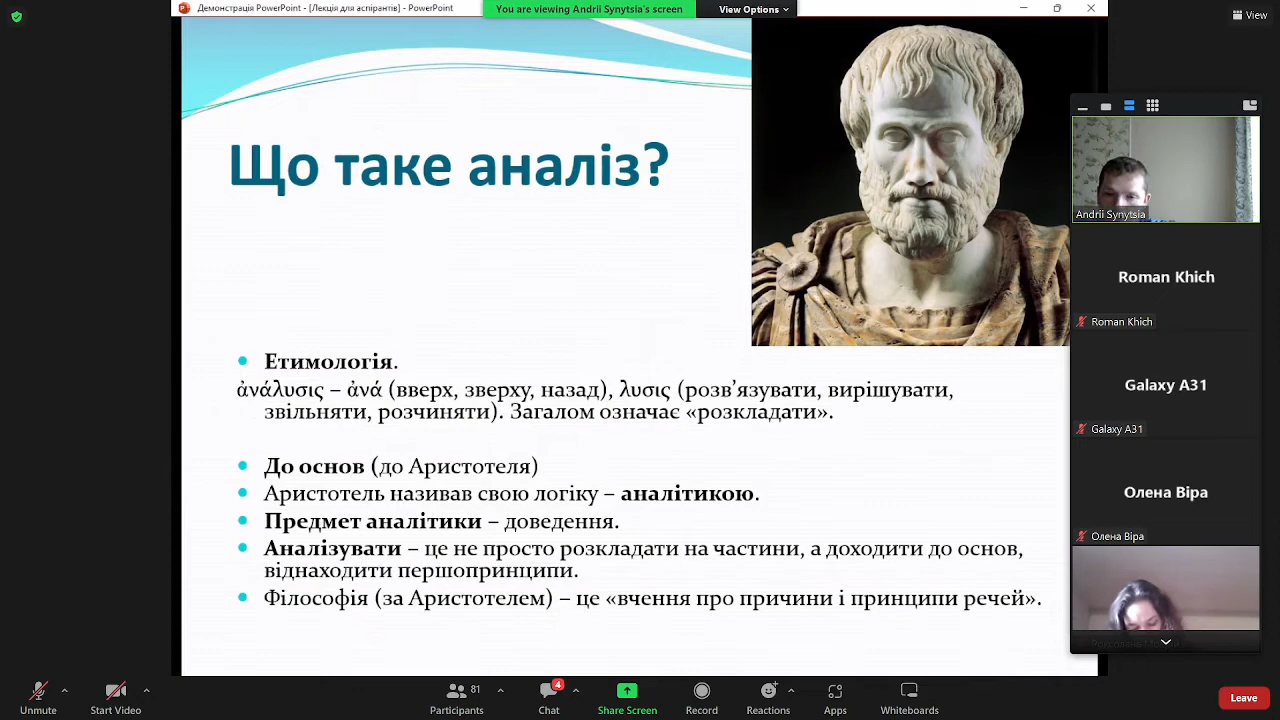 Демонстрація PowerPoint - [Лекція для аспірантів] - PowerPoint
You are viewing Andrii Synytsia's screen
View Options
View
Що таке аналіз?
Andrii Synytsia
Roman Khich
Roman Khich
Galaxy A31
Galaxy A31
Олена Віра
Олена Віра
Етимологія.
ἀνάλυσις – ἀνά (вверх, зверху, назад), λυσις (розв’язувати, вирішувати,
звільняти, розчиняти). Загалом означає «розкладати».
До основ (до Аристотеля)
Аристотель називав свою логіку – аналітикою.
Предмет аналітики – доведення.
Аналізувати – це не просто розкладати на частини, а доходити до основ,
віднаходити першопринципи.
Філософія (за Аристотелем) – це «вчення про причини і принципи речей».
Unmute
Start Video
81
Participants
4
Chat
Share Screen
Record
Reactions
Apps
Whiteboards
Leave